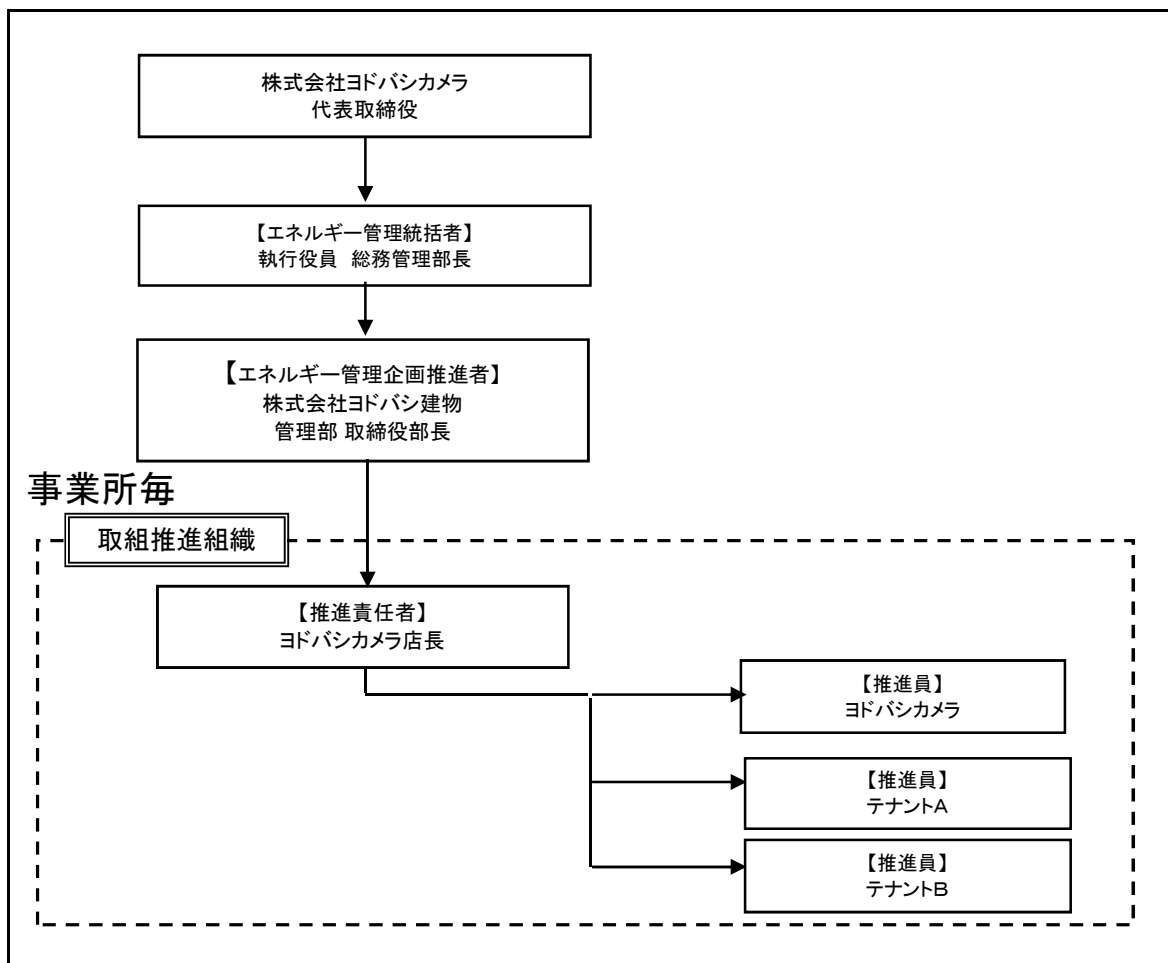 株式会社ヨドバシカメラ
代表取締役
【エネルギー管理統括者】
執行役員　総務管理部長
【エネルギー管理企画推進者】
株式会社ヨドバシ建物
管理部 取締役部長
事業所毎
取組推進組織
【推進責任者】
ヨドバシカメラ店長
【推進員】
ヨドバシカメラ
【推進員】
テナントA
【推進員】
テナントB